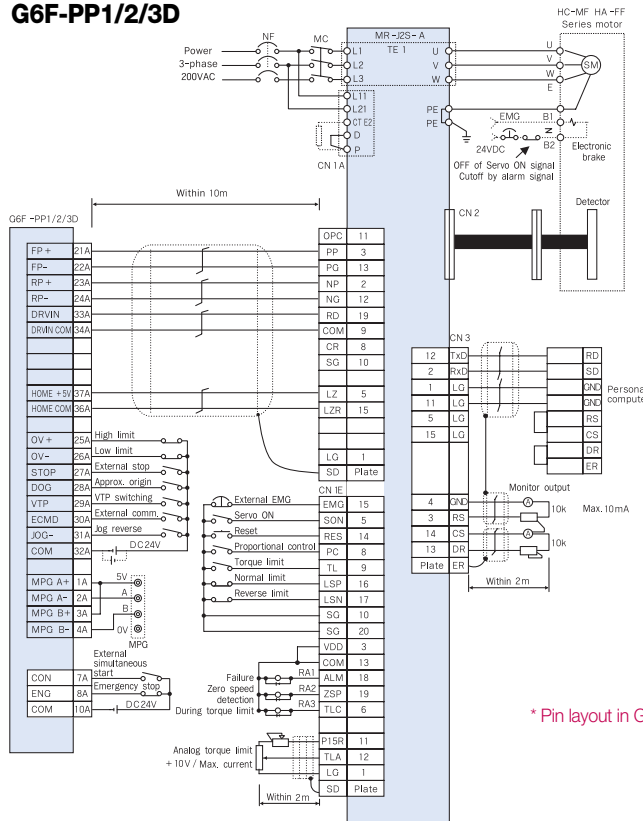 G6F-PP1/2/3D
HC-MF HA-FF
Series motor
NF
MC
MR-J2S-A
TE 1
Power
3-phase
200VAC
L1
L2
L3
U
V
W
U
V
W
E
SM
L11
L21
CTE2
D
P
CN 1A
PE
PE
EMG
B1
B2
24VDC
Electronic
brake
OFF of Servo ON signal
Cutoff by alarm signal
Detector
CN 2
Within 10m
G6F -PP1/2/3D
FP+ 21A
FP- 22A
RP+ 23A
RP- 24A
DRVIN 33A
DRVIN COM 34A
HOME +5V 37A
HOME COM 36A
OV+ 25A High limit
OV- 26A Low limit
STOP 27A External stop
DOG 28A Approx. origin
VTP 29A VTP switching
ECMD 30A External comm.
JOG- 31A Jog reverse
COM 32A DC24V
MPG A+ 1A 5V
MPG A- 2A A
MPG B+ 3A B
MPG B- 4A 0V
MPG
External
simultaneous
start
CON 7A
Emergency stop
ENG 8A
COM 10A DC24V
OPC 11
PP 3
PG 13
NP 2
NG 12
RD 19
COM 9
CR 8
SG 10
LZ 5
LZR 15
LG 1
SD Plate
CN 1E
External EMG EMG 15
Servo ON SON 5
Reset RES 14
Proportional control PC 8
Torque limit TL 9
Normal limit LSP 16
Reverse limit LSN 17
SG 10
SG 20
VDD 3
COM 13
Failure RA1 ALM 18
Zero speed
detection RA2 ZSP 19
During torque limit RA3 TLC 6
P15R 11
Analog torque limit
+10V / Max. current
TLA 12
LG 1
SD Plate
Within 2m
CN 3
12 TxD RD
2 RxD SD
1 LG GND
11 LG GND
5 LG RS
15 LG CS
DR
ER
Persona
compute
Monitor output
4 GND A 10k
3 RS
14 CS A 10k
13 DR
Plate ER
Max. 10mA
Within 2m
* Pin layout in G